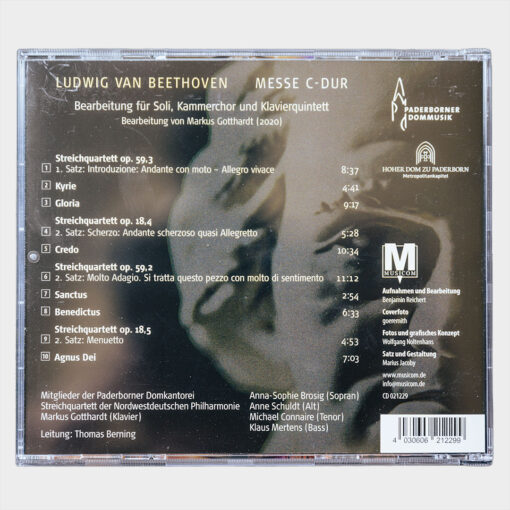 LUDWIG VAN BEETHOVEN MESSE C-DUR
Bearbeitung für Soli, Kammerchor und Klavierquintett
Bearbeitung von Markus Gotthardt (2020)
Streichquartett op. 59,3
1 1. Satz: Introduzione: Andante con moto – Allegro vivace 8:37
2 Kyrie 4:41
3 Gloria 9:17
Streichquartett op. 18,4
4 2. Satz: Scherzo: Andante scherzoso quasi Allegretto 5:28
5 Credo 10:34
Streichquartett op. 59,2
6 2. Satz: Molto Adagio. Si tratta questo pezzo con molto di sentimento 11:12
7 Sanctus 2:54
8 Benedictus 6:33
Streichquartett op. 18,5
9 2. Satz: Menuetto 4:53
10 Agnus Dei 7:03
Mitglieder der Paderborner Domkantorei
Streichquartett der Nordwestdeutschen Philharmonie
Markus Gotthardt (Klavier)
Leitung: Thomas Berning
Anna-Sophie Brosig (Sopran)
Anne Schuldt (Alt)
Michael Connaire (Tenor)
Klaus Mertens (Bass)
PADERBORNER
DOMMUSIK
HOHER DOM ZU PADERBORN
Metropolitankapitel
M
MUSICOM
Aufnahmen und Bearbeitung
Benjamin Reichert
Coverfoto
goeremith
Fotos und grafisches Konzept
Wolfgang Noltenhans
Satz und Gestaltung
Marius Jacoby
www.musicom.de
info@musicom.de
CD 021229
4 030606 212299